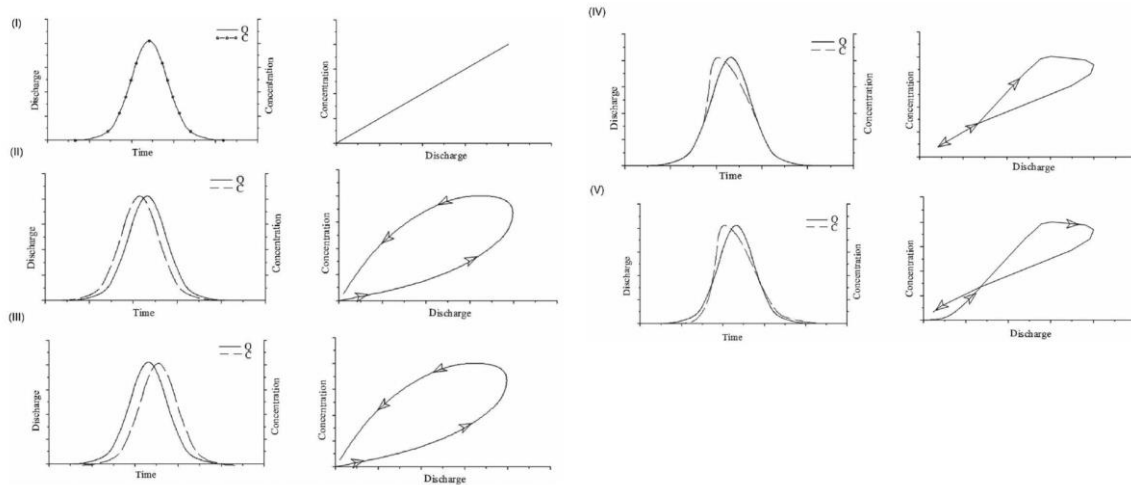 (I)
Q
C
Discharge
Concentration
Time
Concentration
Discharge
(II)
Q
C
Discharge
Concentration
Time
Concentration
Discharge
(III)
Q
C
Discharge
Concentration
Time
Concentration
Discharge
(IV)
Q
C
Discharge
Concentration
Time
Concentration
Discharge
(V)
Q
C
Discharge
Concentration
Time
Concentration
Discharge